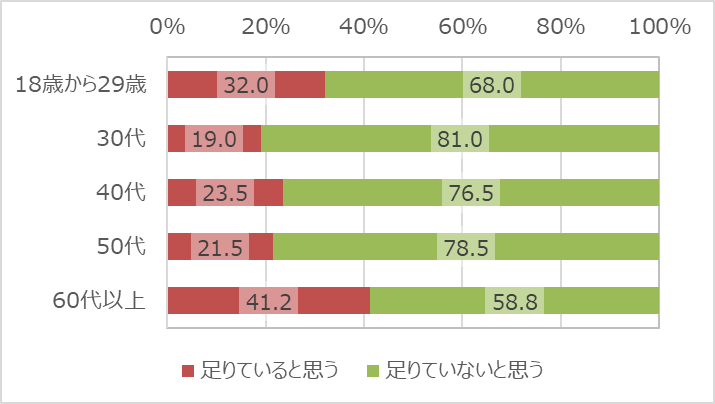 0% 20% 40% 60% 80% 100%
18歳から29歳 32.0 68.0
30代 19.0 81.0
40代 23.5 76.5
50代 21.5 78.5
60代以上 41.2 58.8
足りていると思う 足りていないと思う